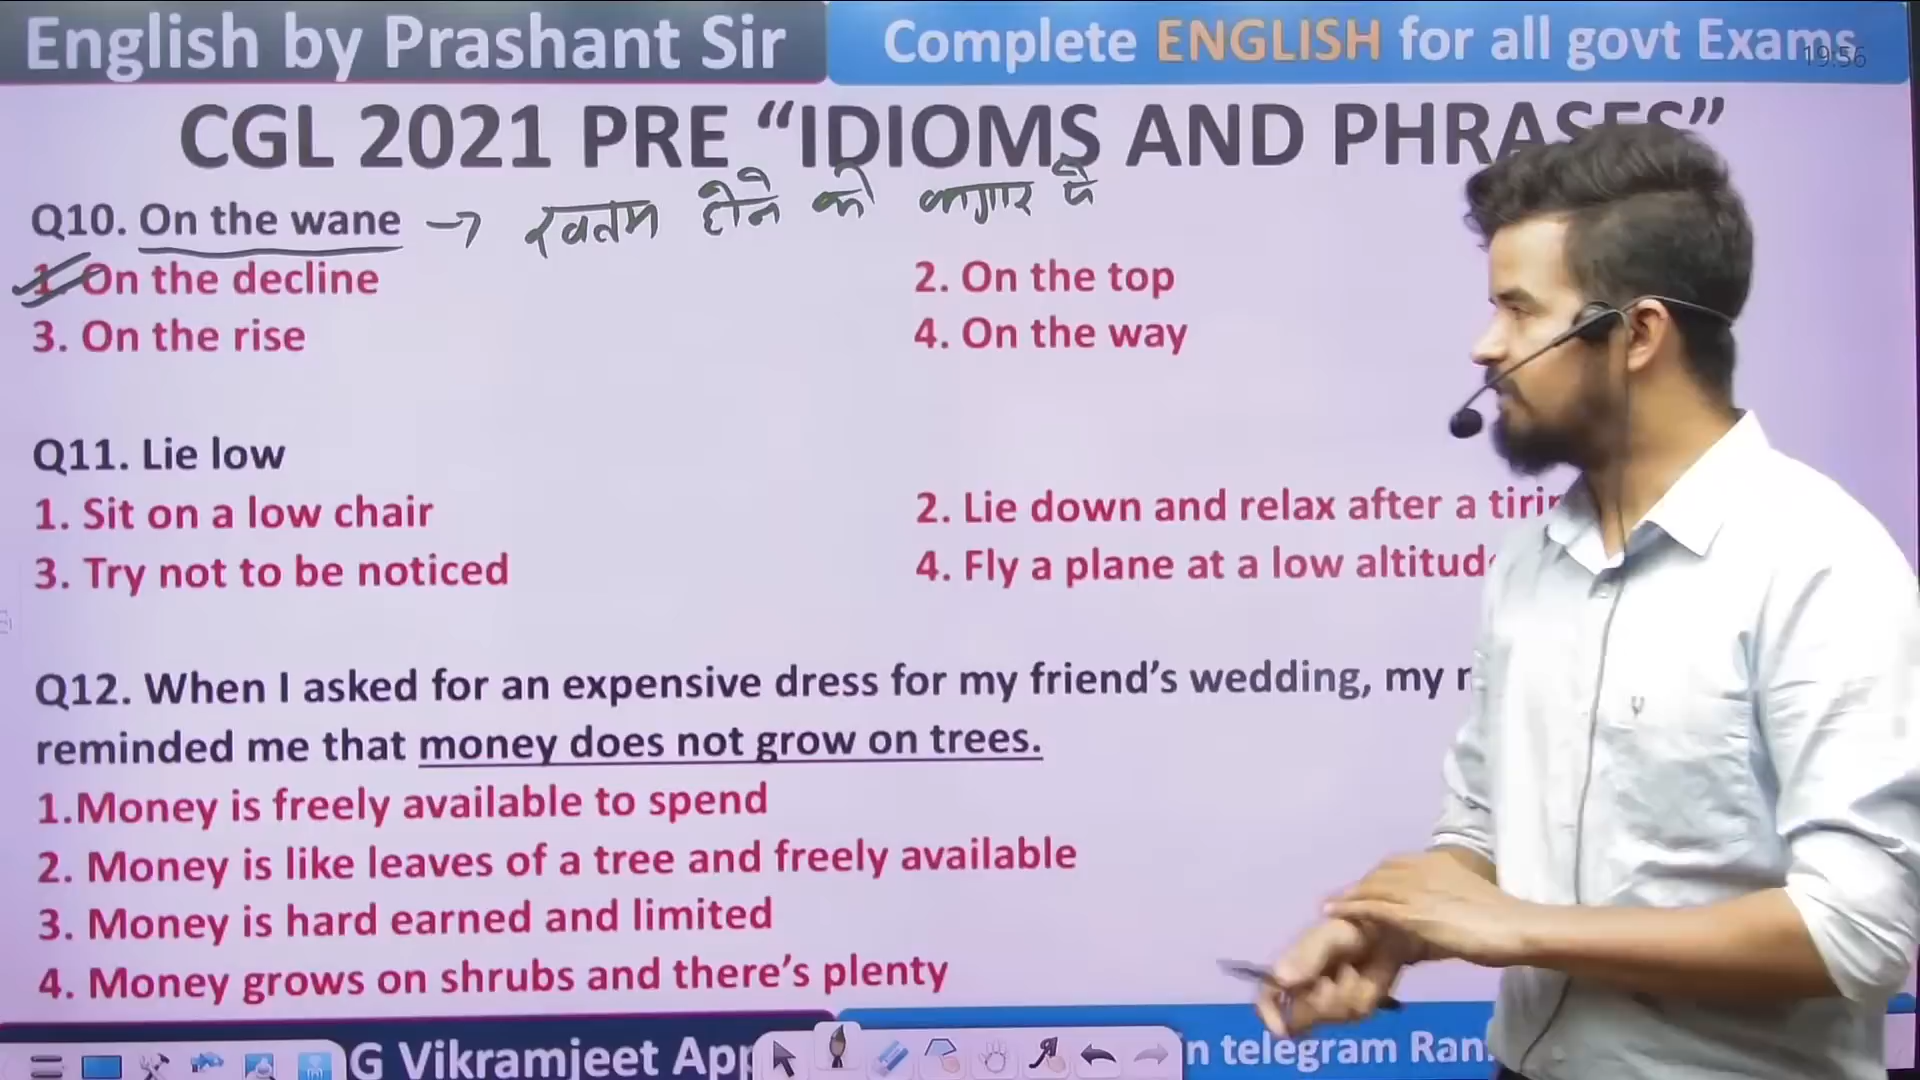 English by Prashant Sir
Complete ENGLISH for all govt Exams
19:56
CGL 2021 PRE “IDIOMS AND PHRASES”
Q10. On the wane → खतम होने की कगार पे
1. On the decline
2. On the top
3. On the rise
4. On the way
Q11. Lie low
1. Sit on a low chair
2. Lie down and relax after a
3. Try not to be noticed
4. Fly a plane at a low
Q12. When I asked for an expensive dress for my friend’s wedding, my
reminded me that money does not grow on trees.
1.Money is freely available to spend
2. Money is like leaves of a tree and freely available
3. Money is hard earned and limited
4. Money grows on shrubs and there’s plenty
G Vikramjeet App
telegram